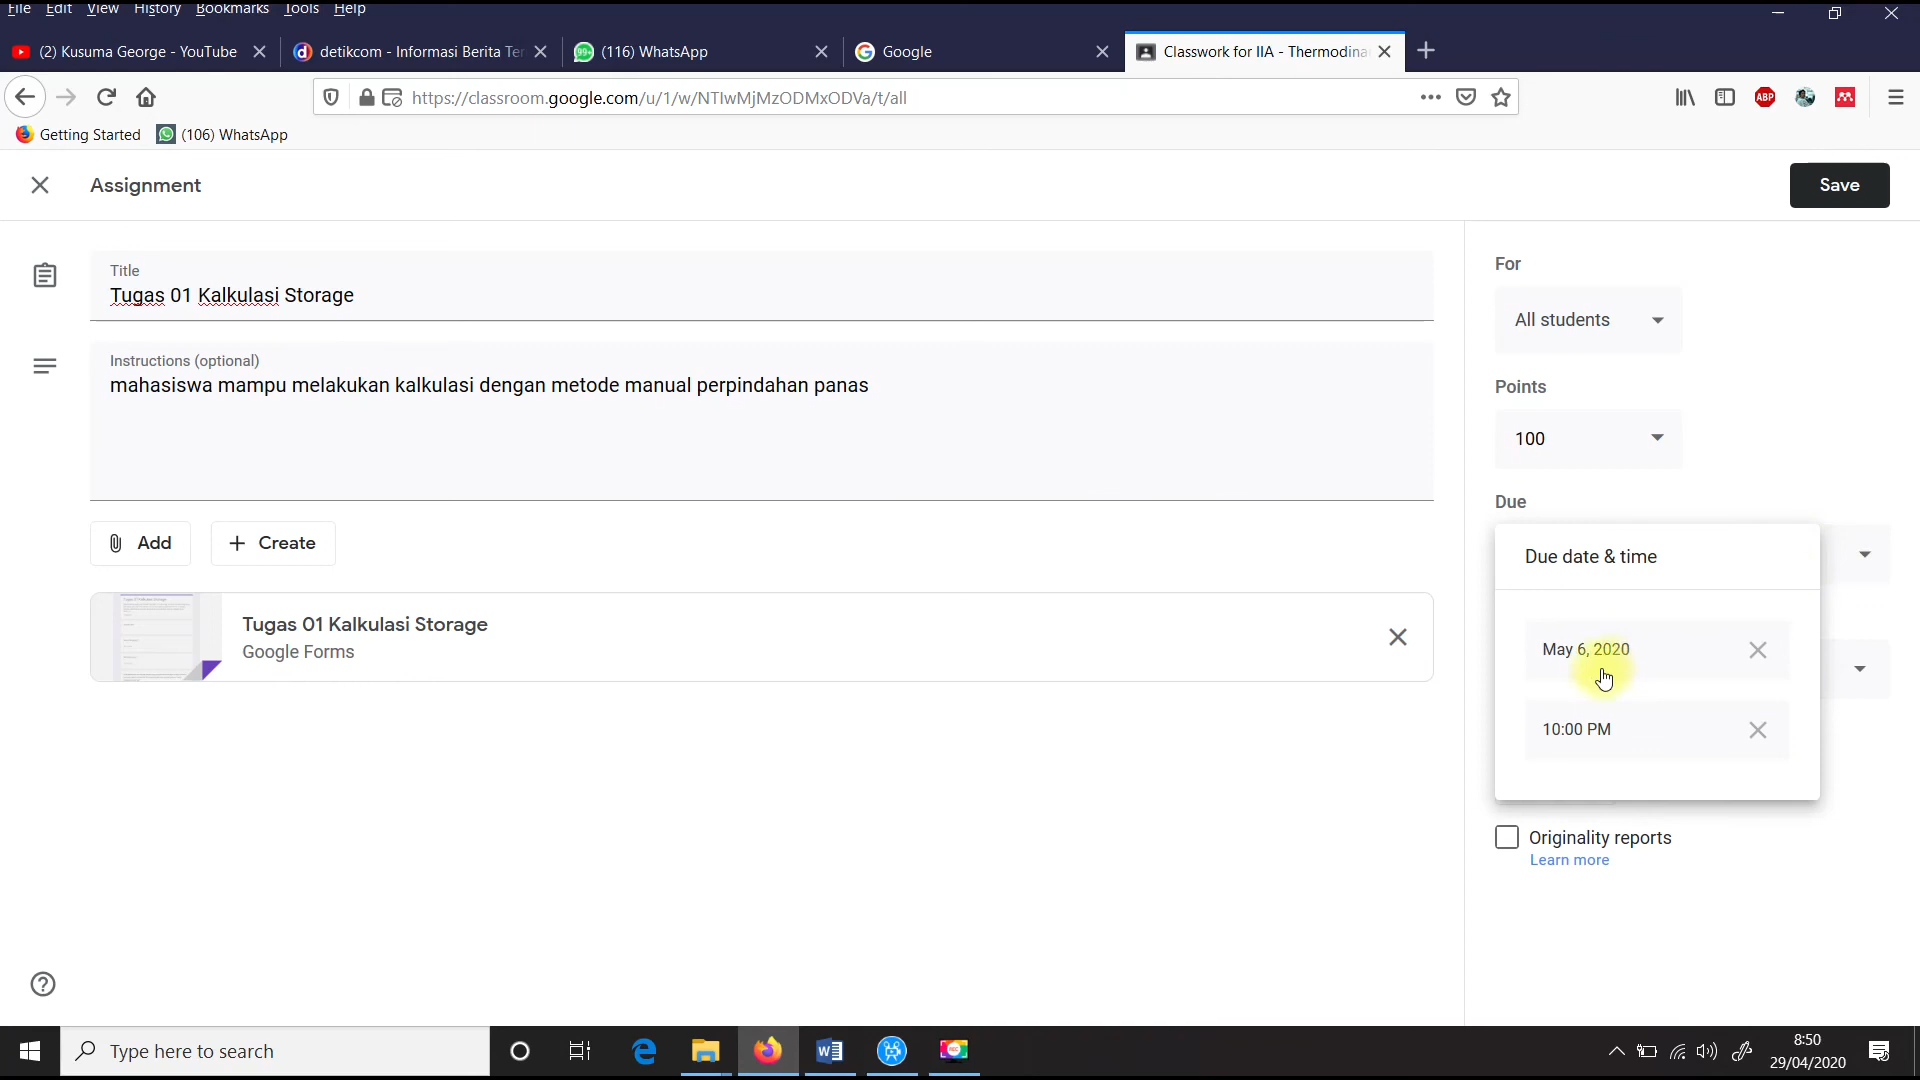 File Edit View History Bookmarks Tools Help
(2) Kusuma George - YouTube
detikcom - Informasi Berita Ter
(116) WhatsApp
Google
Classwork for IIA - Thermodina
https://classroom.google.com/u/1/w/NTIwMjMzODMxODVa/t/all
ABP
Getting Started
(106) WhatsApp
Assignment
Save
Title
Tugas 01 Kalkulasi Storage
Instructions (optional)
mahasiswa mampu melakukan kalkulasi dengan metode manual perpindahan panas
Add
Create
Tugas 01 Kalkulasi Storage
Google Forms
For
All students
Points
100
Due
Due date & time
May 6, 2020
10:00 PM
Originality reports
Learn more
Type here to search
8:50
29/04/2020